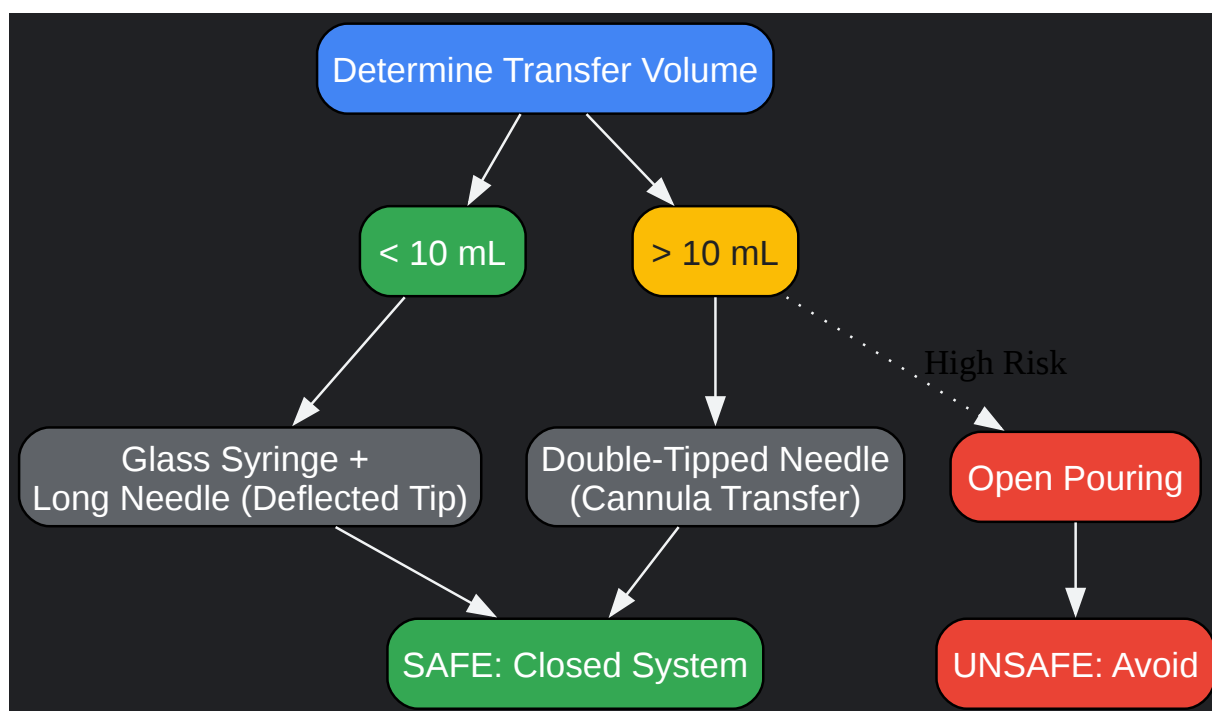 Determine Transfer Volume
< 10 mL
> 10 mL
High Risk
Glass Syringe +
Long Needle (Deflected Tip)
Double-Tipped Needle
(Cannula Transfer)
Open Pouring
SAFE: Closed System
UNSAFE: Avoid